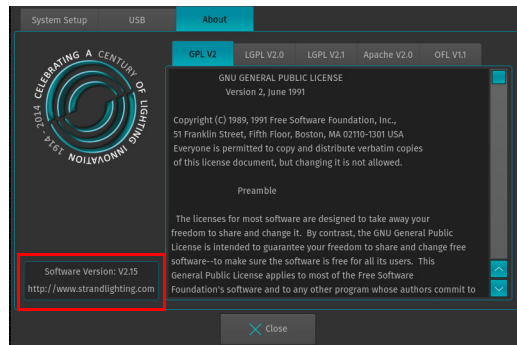 System Setup
USB
About
CELEBRATING A CENTURY OF LIGHTING INNOVATION 1914 - 2014
GPL V2
LGPL V2.0
LGPL V2.1
Apache V2.0
OFL V1.1
GNU GENERAL PUBLIC LICENSE
Version 2, June 1991
Copyright (C) 1989, 1991 Free Software Foundation, Inc.,
51 Franklin Street, Fifth Floor, Boston, MA 02110-1301 USA
Everyone is permitted to copy and distribute verbatim copies
of this license document, but changing it is not allowed.
Preamble
The licenses for most software are designed to take away your
freedom to share and change it. By contrast, the GNU General Public
License is intended to guarantee your freedom to share and change free
software--to make sure the software is free for all its users. This
General Public License applies to most of the Free Software
Foundation's software and to any other program whose authors commit to
Software Version: V2.15
http://www.strandlighting.com
Close